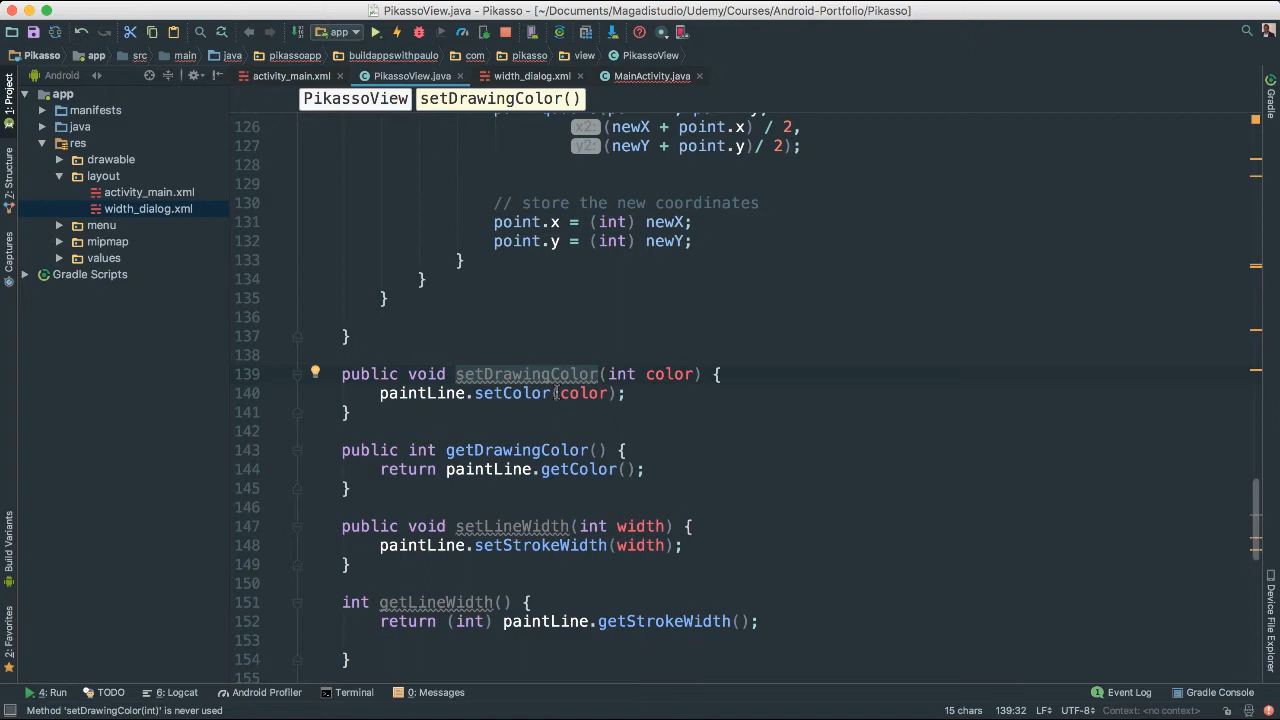 PikassoView.java - Pikasso - [~/Documents/Magadistudio/Udemy/Courses/Android-Portfolio/Pikasso]
app
Pikasso app src main java pikassoapp buildappswithpaulo com pikasso view PikassoView
Android
activity_main.xml PikassoView.java width_dialog.xml MainActivity.java
PikassoView setDrawingColor()
1: Project
Z: Structure
Captures
Build Variants
2: Favorites
Gradle
Device File Explorer
app
manifests
java
res
drawable
layout
activity_main.xml
width_dialog.xml
menu
mipmap
values
Gradle Scripts
126 x2: (newX + point.x) / 2,
127 y2: (newY + point.y)/ 2);
128
129
130 // store the new coordinates
131 point.x = (int) newX;
132 point.y = (int) newY;
133 }
134 }
135 }
136
137 }
138
139 public void setDrawingColor(int color) {
140 paintLine.setColor(color);
141 }
142
143 public int getDrawingColor() {
144 return paintLine.getColor();
145 }
146
147 public void setLineWidth(int width) {
148 paintLine.setStrokeWidth(width);
149 }
150
151 int getLineWidth() {
152 return (int) paintLine.getStrokeWidth();
153
154 }
155
4: Run TODO 6: Logcat Android Profiler Terminal 0: Messages 1 Event Log Gradle Console
Method 'setDrawingColor(int)' is never used 15 chars 139:32 LF UTF-8 Context: <no context>